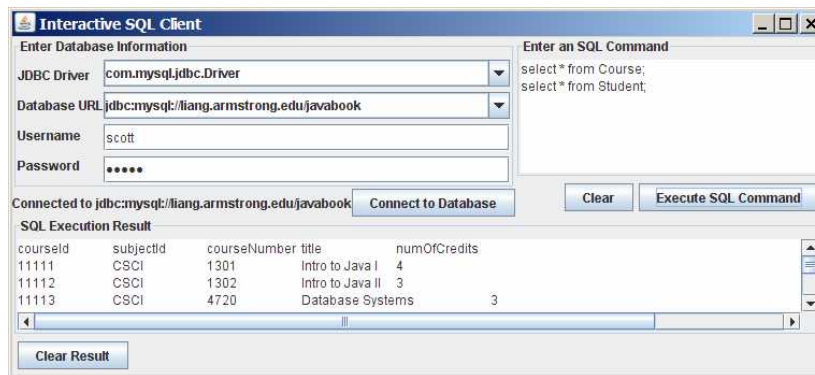 Interactive SQL Client
Enter Database Information
JDBC Driver com.mysql.jdbc.Driver
Database URL jdbc:mysql://liang.armstrong.edu/javabook
Username scott
Password •••••
Connected to jdbc:mysql://liang.armstrong.edu/javabook Connect to Database
Enter an SQL Command
select * from Course;
select * from Student;
Clear Execute SQL Command
SQL Execution Result
courseId subjectId courseNumber title numOfCredits
11111 CSCI 1301 Intro to Java I 4
11112 CSCI 1302 Intro to Java II 3
11113 CSCI 4720 Database Systems 3
Clear Result